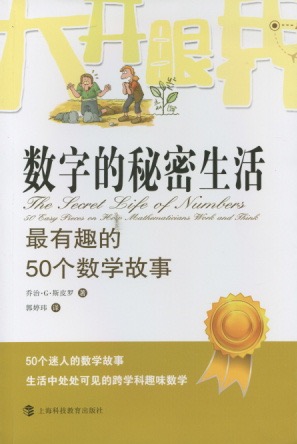 大开眼界
数字的秘密生活
The Secret Life of Numbers
50 Easy Pieces on How Mathematicians Work and Think
最有趣的
50个数学故事
乔治·G·斯皮罗 著
郭婷玮 译
50个迷人的数学故事
生活中处处可见的跨学科趣味数学
上海科技教育出版社